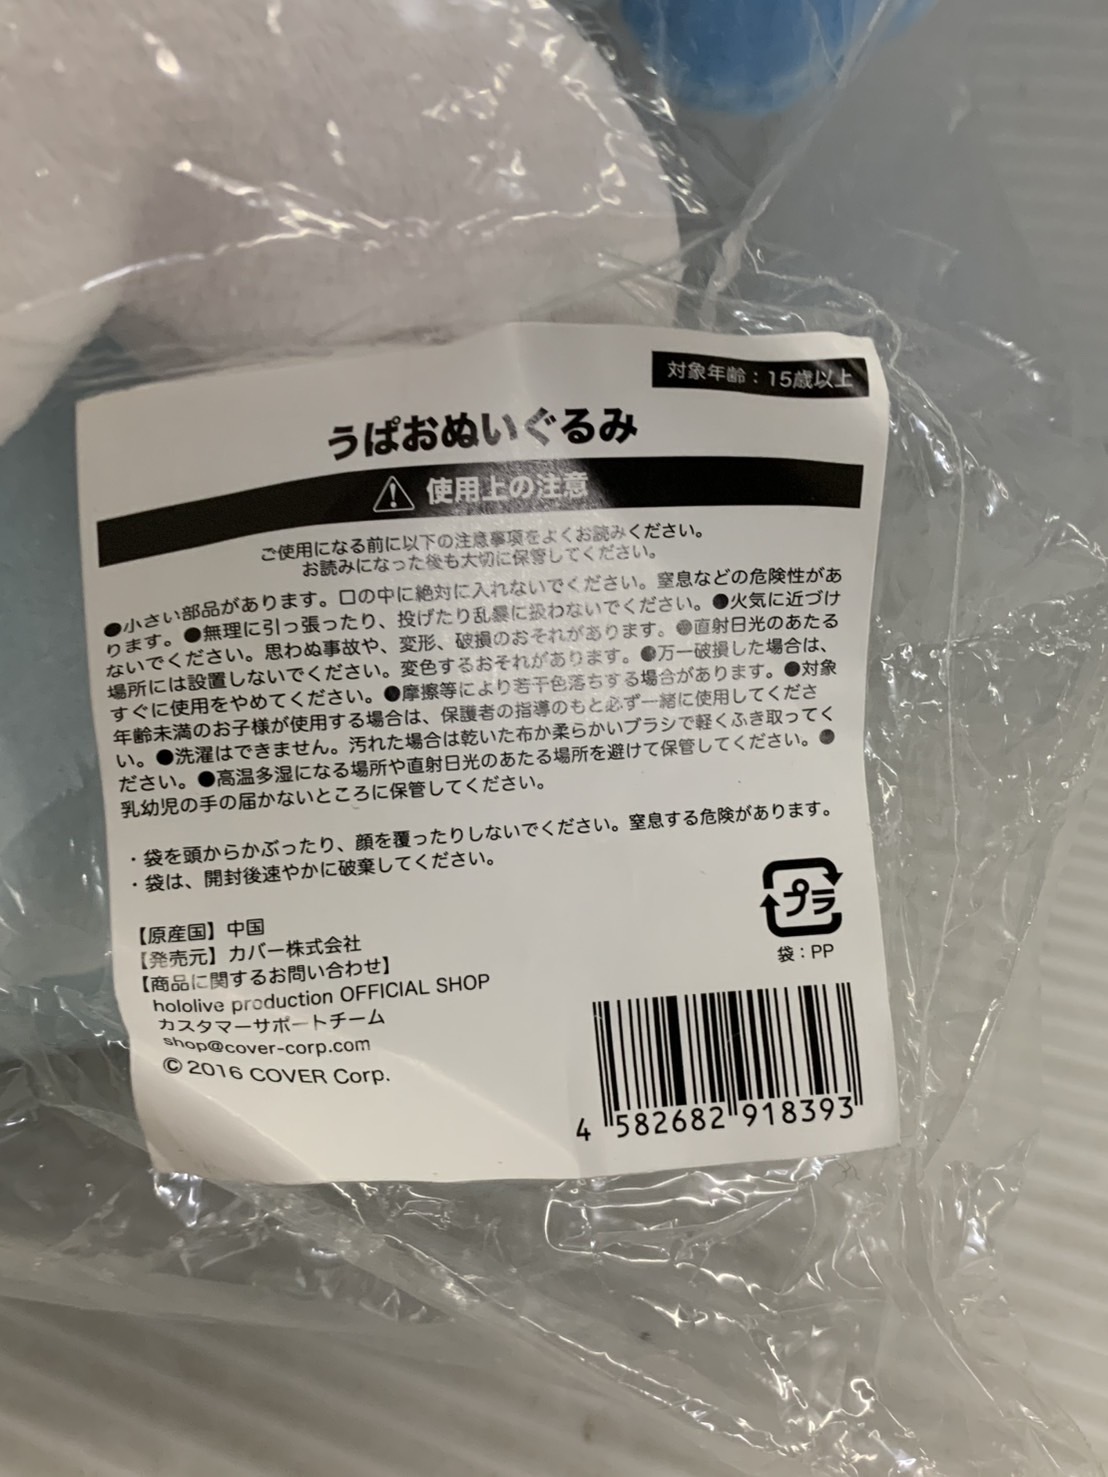 対象年齢：15歳以上
うぱおぬいぐるみ
使用上の注意
ご使用になる前に以下の注意事項をよくお読みください。
お読みになった後も大切に保管してください。
●小さい部品があります。口の中に絶対に入れないでください。窒息などの危険性があ
ります。●無理に引っ張ったり、投げたり乱暴に扱わないでください。●火気に近づけ
ないでください。思わぬ事故や、変形、破損のおそれがあります。●直射日光のあたる
場所には設置しないでください。変色するおそれがあります。●万一破損した場合は、
すぐに使用をやめてください。●摩擦等により若干色落ちする場合があります。●対象
年齢未満のお子様が使用する場合は、保護者の指導のもと必ず一緒に使用してくださ
い。●洗濯はできません。汚れた場合は乾いた布か柔らかいブラシで軽くふき取ってく
ださい。●高温多湿になる場所や直射日光のあたる場所を避けて保管してください。●
乳幼児の手の届かないところに保管してください。
・袋を頭からかぶったり、顔を覆ったりしないでください。窒息する危険があります。
・袋は、開封後速やかに破棄してください。
プラ
袋：PP
【原産国】中国
【発売元】カバー株式会社
【商品に関するお問い合わせ】
hololive production OFFICIAL SHOP
カスタマーサポートチーム
shop@cover-corp.com
© 2016 COVER Corp.
4 582682 918393